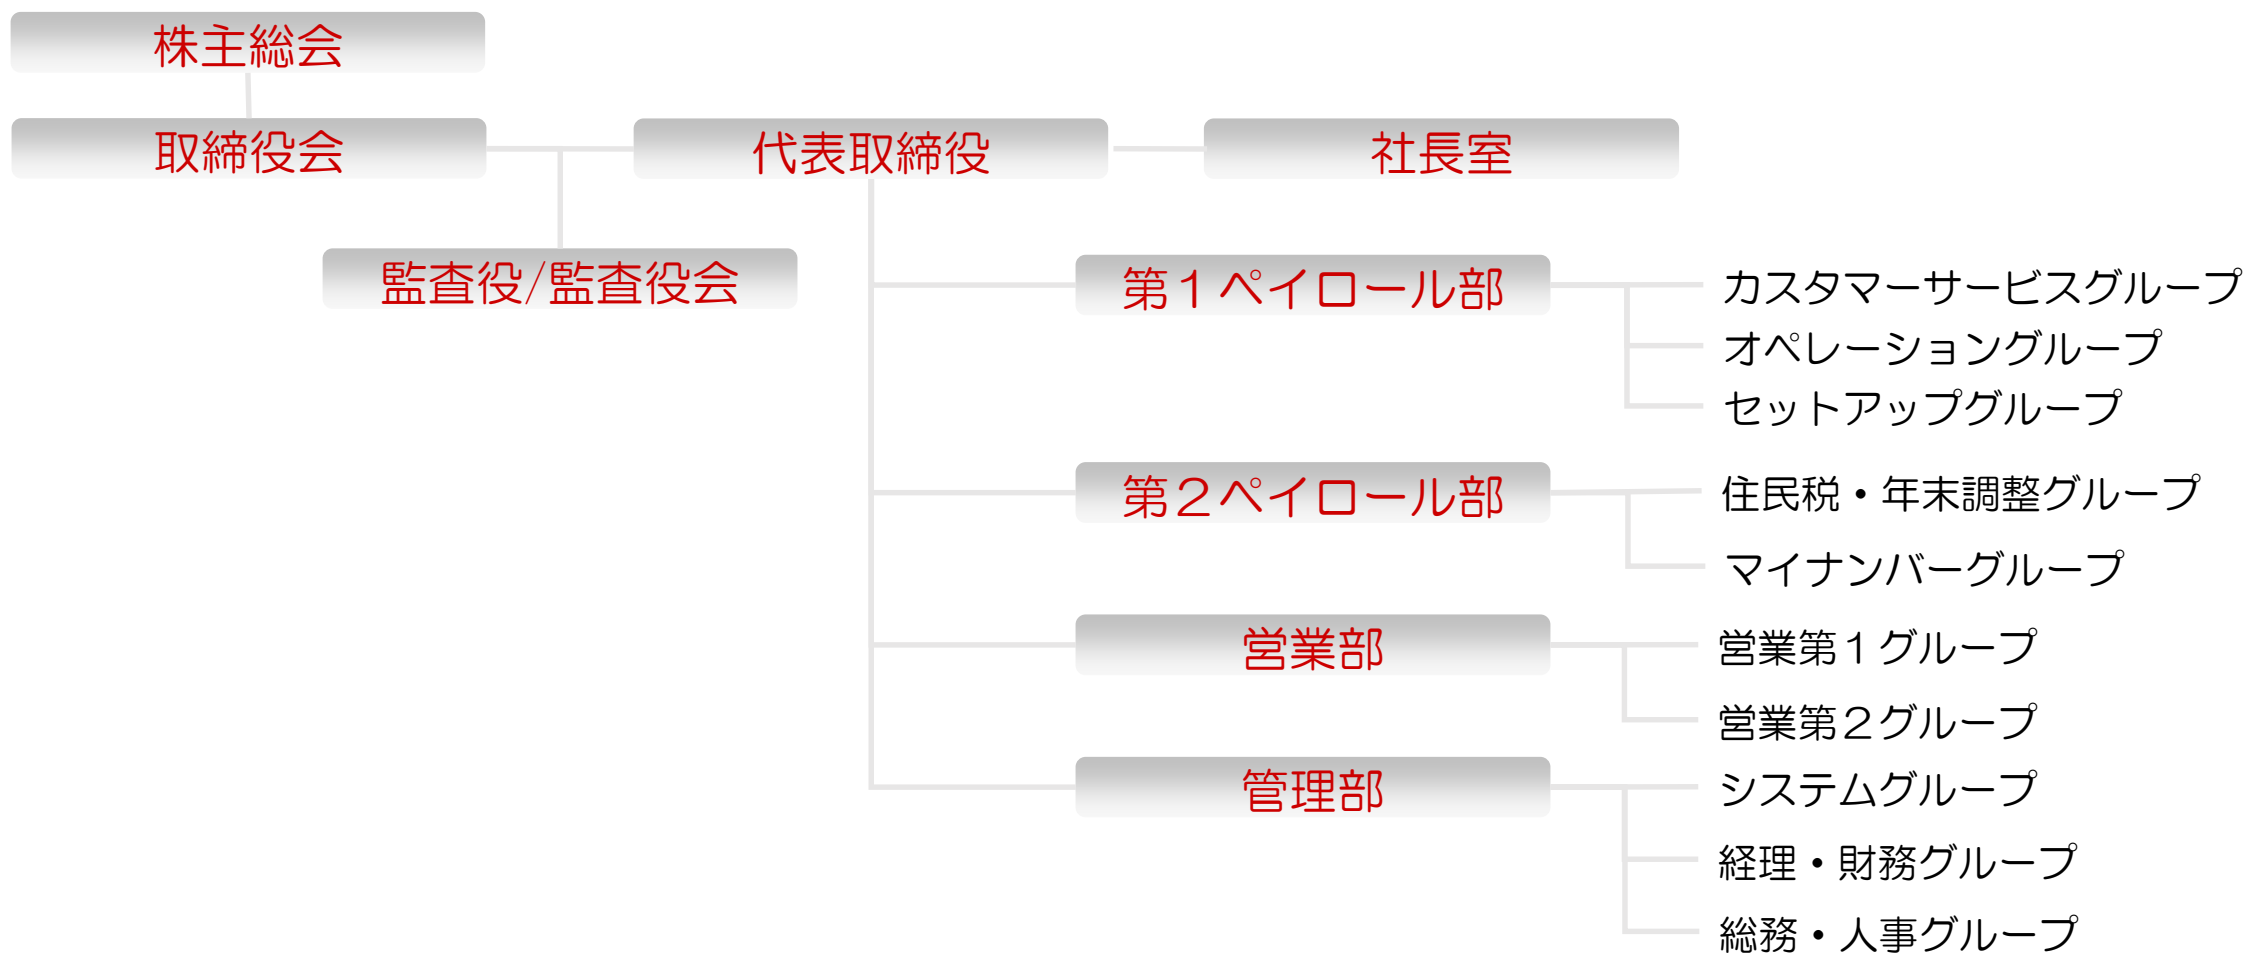 株主総会
取締役会
代表取締役
社長室
監査役/監査役会
第1ペイロール部
カスタマーサービスグループ
オペレーショングループ
セットアップグループ
第2ペイロール部
住民税・年末調整グループ
マイナンバーグループ
営業部
営業第1グループ
営業第2グループ
管理部
システムグループ
経理・財務グループ
総務・人事グループ